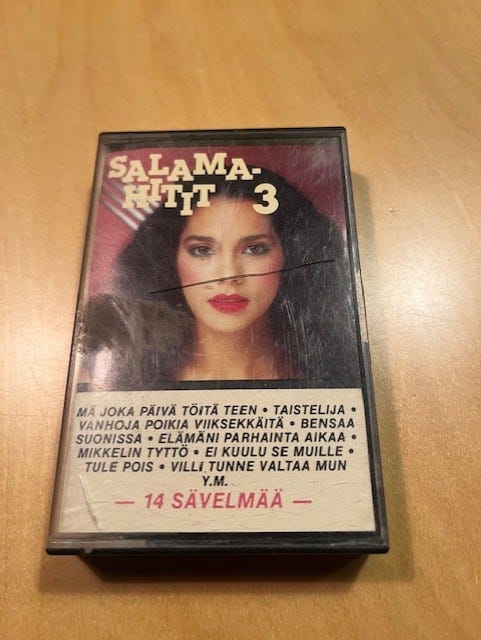 SALAMA-
HITIT 3
MÄ JOKA PÄIVÄ TÖITÄ TEEN • TAISTELIJA •
VANHOJA POIKIA VIIKSEKKÄITÄ • BENSAA
SUONISSA • ELÄMÄNI PARHAINTA AIKAA •
MIKKELIN TYTTÖ • EI KUULU SE MUILLE •
TULE POIS • VILLI TUNNE VALTAA MUN
Y.M.
— 14 SÄVELMÄÄ —